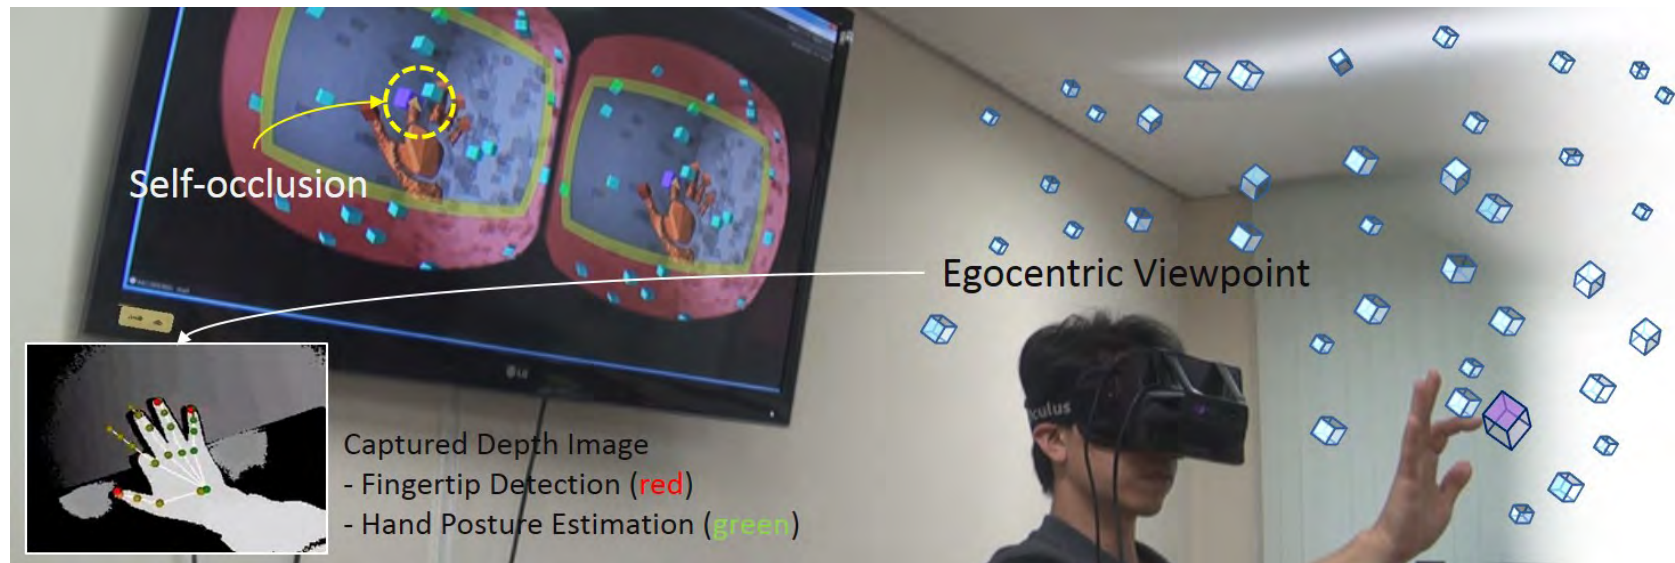 Self-occlusion
Egocentric Viewpoint
LG
culus
Captured Depth Image
- Fingertip Detection (red)
- Hand Posture Estimation (green)